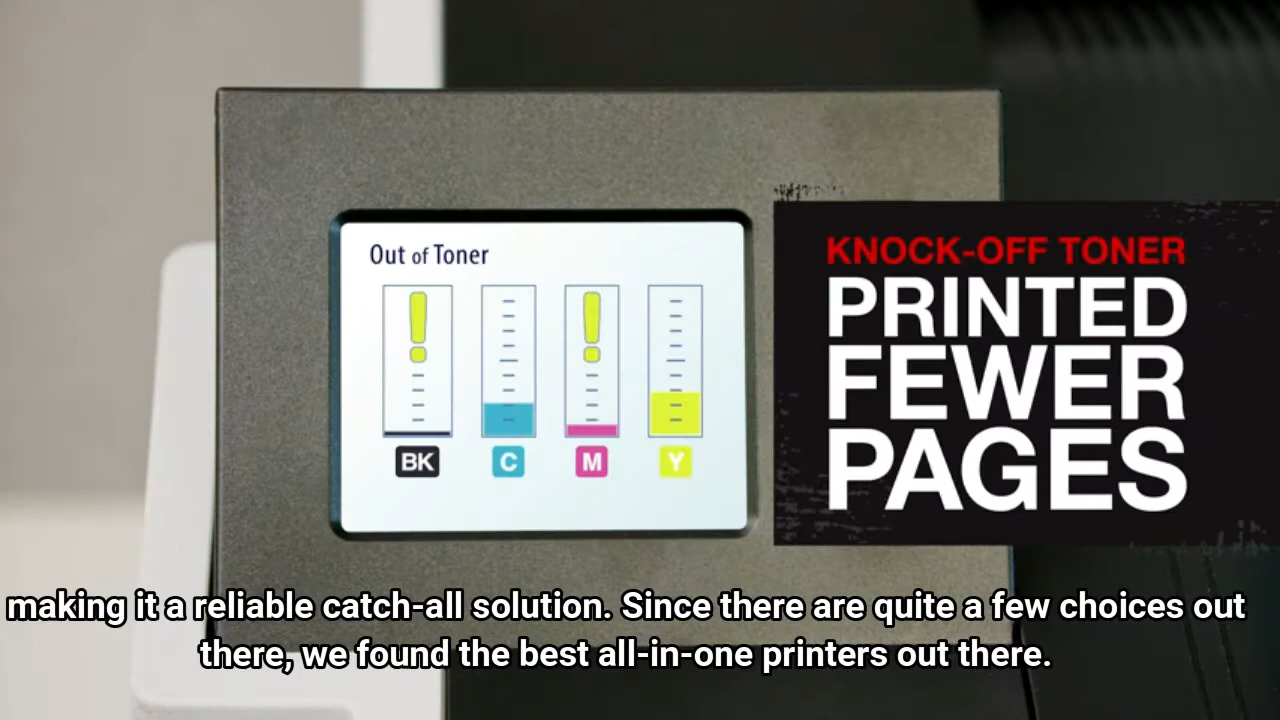 Out of Toner
BK C M Y
KNOCK-OFF TONER
PRINTED
FEWER
PAGES
making it a reliable catch-all solution. Since there are quite a few choices out
there, we found the best all-in-one printers out there.